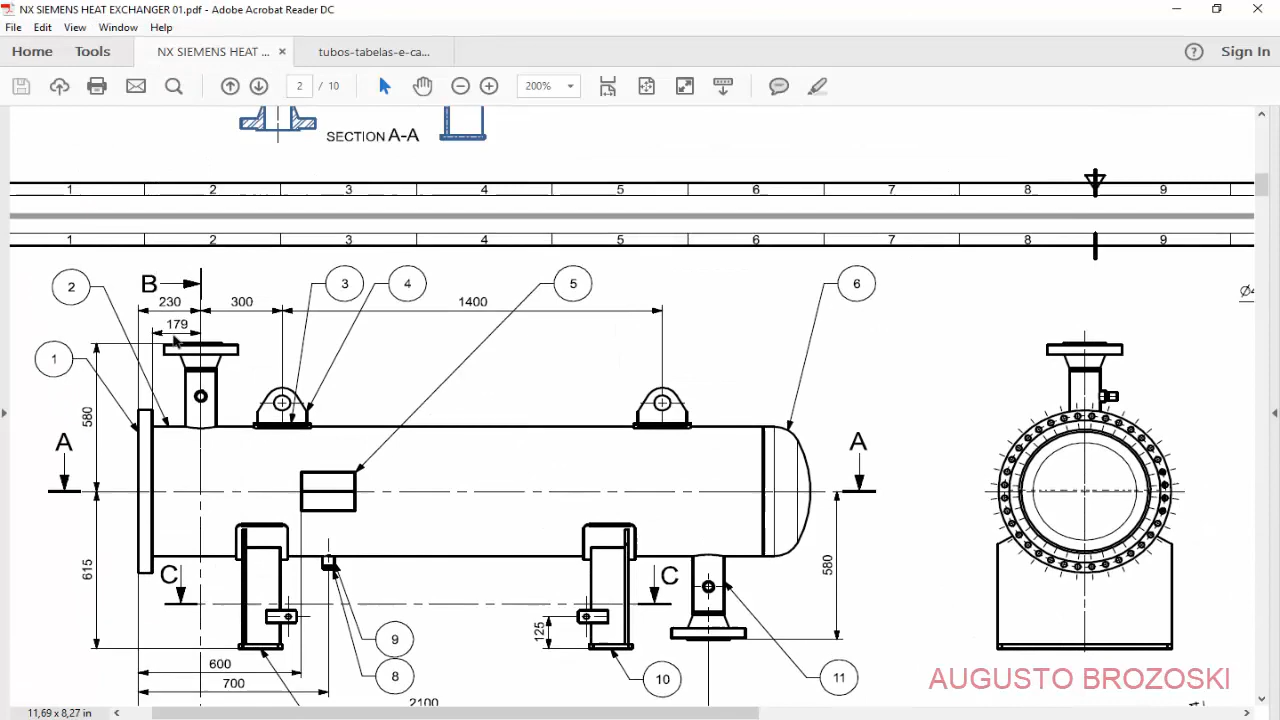 NX SIEMENS HEAT EXCHANGER 01.pdf - Adobe Acrobat Reader DC
File Edit View Window Help
Home Tools NX SIEMENS HEAT ... × tubos-tabelas-e-ca... ? Sign In
2 / 10 200%
SECTION A-A
1 2 3 4 5 6 7 8 9
1 2 3 4 5 6 7 8 9
B 2 3 4 5 6
230 300 1400
179
1
580
A A
615 C C 580
125
9
600
8
700 10 11
2100
AUGUSTO BROZOSKI
11,69 x 8,27 in